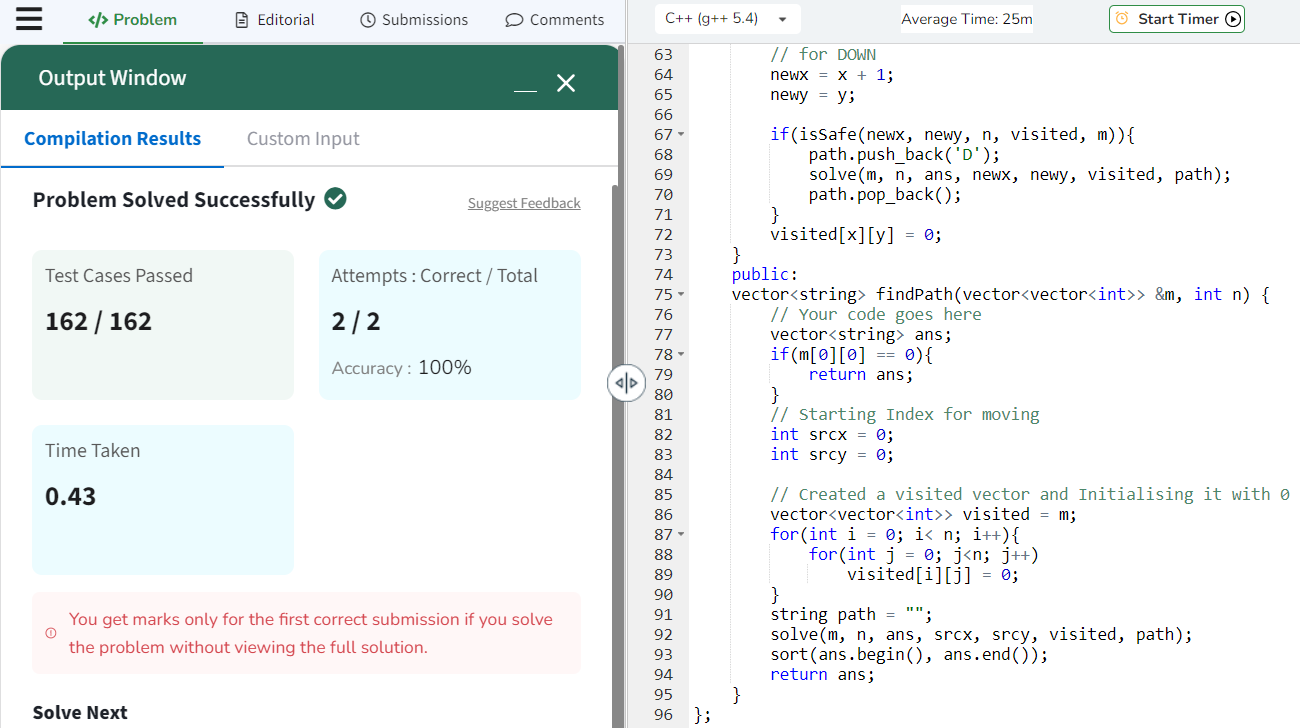 </> Problem
Editorial
Submissions
Comments
Output Window
Compilation Results
Custom Input
Problem Solved Successfully
Suggest Feedback
Test Cases Passed
162 / 162
Attempts : Correct / Total
2 / 2
Accuracy : 100%
Time Taken
0.43
You get marks only for the first correct submission if you solve
the problem without viewing the full solution.
Solve Next
C++ (g++ 5.4)
Average Time: 25m
Start Timer
63 // for DOWN
64 newx = x + 1;
65 newy = y;
66
67 if(isSafe(newx, newy, n, visited, m)){
68 path.push_back('D');
69 solve(m, n, ans, newx, newy, visited, path);
70 path.pop_back();
71 }
72 visited[x][y] = 0;
73 }
74 public:
75 vector<string> findPath(vector<vector<int>> &m, int n) {
76 // Your code goes here
77 vector<string> ans;
78 if(m[0][0] == 0){
79 return ans;
80 }
81 // Starting Index for moving
82 int srcx = 0;
83 int srcy = 0;
84
85 // Created a visited vector and Initialising it with 0
86 vector<vector<int>> visited = m;
87 for(int i = 0; i< n; i++){
88 for(int j = 0; j<n; j++)
89 visited[i][j] = 0;
90 }
91 string path = "";
92 solve(m, n, ans, srcx, srcy, visited, path);
93 sort(ans.begin(), ans.end());
94 return ans;
95 }
96 };